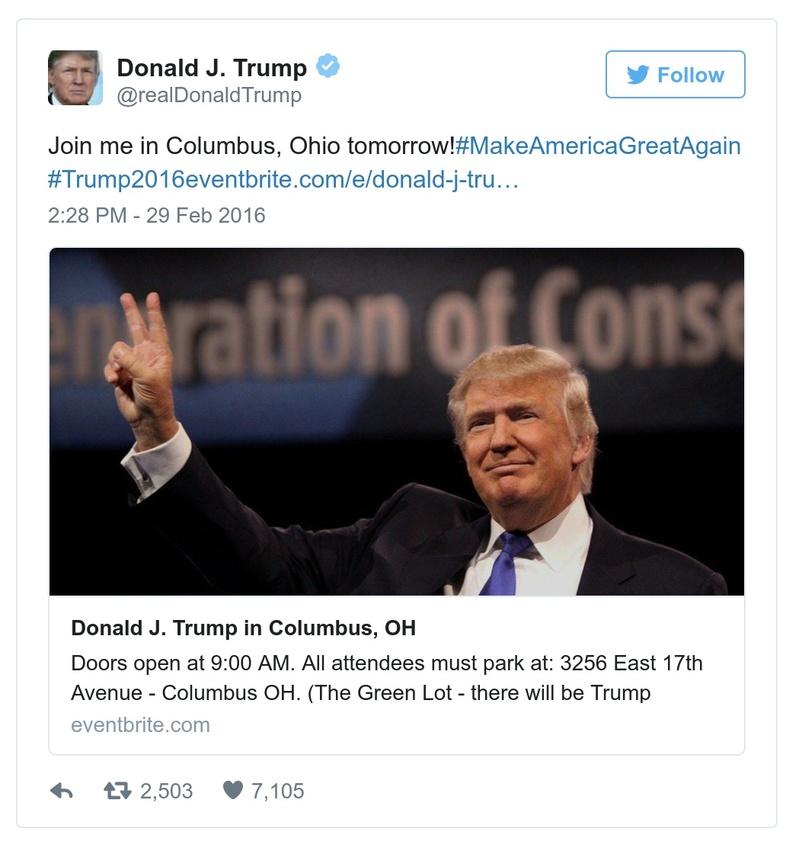 Donald J. Trump
@realDonaldTrump
Follow
Join me in Columbus, Ohio tomorrow!#MakeAmericaGreatAgain
#Trump2016eventbrite.com/e/donald-j-tru…
2:28 PM - 29 Feb 2016
en ration of Conse
Donald J. Trump in Columbus, OH
Doors open at 9:00 AM. All attendees must park at: 3256 East 17th
Avenue - Columbus OH. (The Green Lot - there will be Trump
eventbrite.com
2,503
7,105